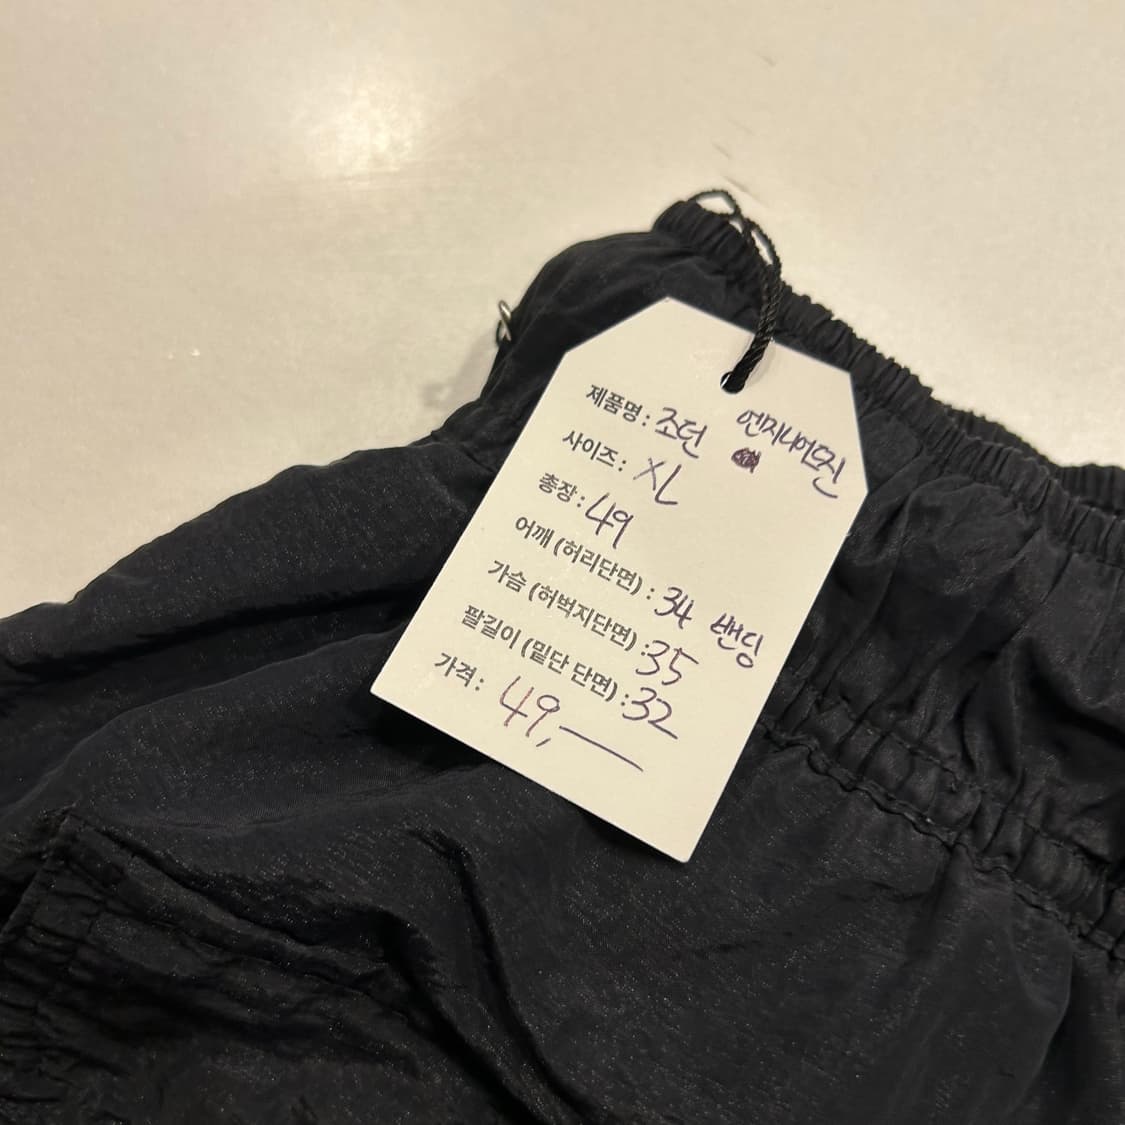 제품명: 조던 엔지니어드진
사이즈: XL
총장: 49
어깨 (허리단면) : 34 밴딩
가슴 (허벅지단면) : 35
팔길이 (밑단 단면) : 32
가격: 49,—